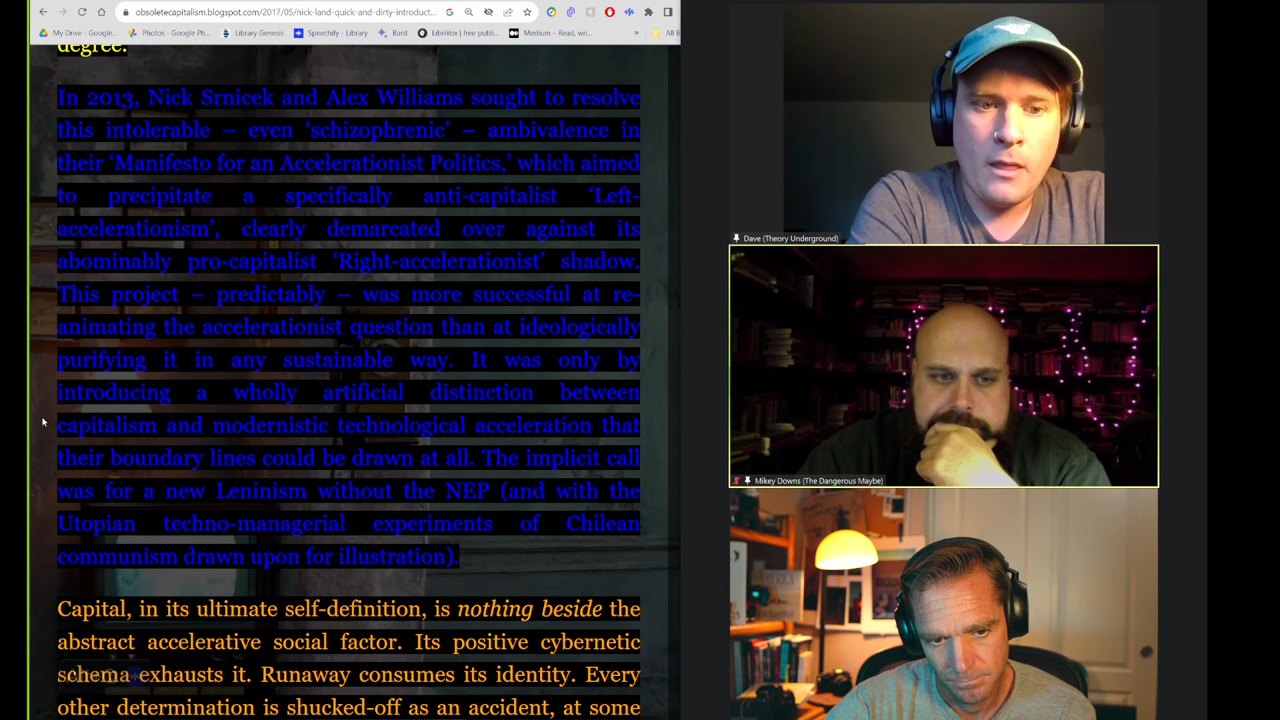 obsoletecapitalism.blogspot.com/2017/05/nick-land-quick-and-dirty-introduct...
My Drive - Google...
Photos - Google Ph...
Library Genesis
Speechify - Library
Bard
LibriVox | free publi...
Medium – Read, wri...
»
All B
degree.
In 2013, Nick Srnicek and Alex Williams sought to resolve
this intolerable – even ‘schizophrenic’ – ambivalence in
their ‘Manifesto for an Accelerationist Politics,’ which aimed
to precipitate a specifically anti-capitalist ‘Left-
accelerationism’, clearly demarcated over against its
abominably pro-capitalist ‘Right-accelerationist’ shadow.
This project – predictably – was more successful at re-
animating the accelerationist question than at ideologically
purifying it in any sustainable way. It was only by
introducing a wholly artificial distinction between
capitalism and modernistic technological acceleration that
their boundary lines could be drawn at all. The implicit call
was for a new Leninism without the NEP (and with the
Utopian techno-managerial experiments of Chilean
communism drawn upon for illustration).
Capital, in its ultimate self-definition, is nothing beside the
abstract accelerative social factor. Its positive cybernetic
schema exhausts it. Runaway consumes its identity. Every
other determination is shucked-off as an accident, at some
Dave (Theory Underground)
Mikey Downs (The Dangerous Maybe)